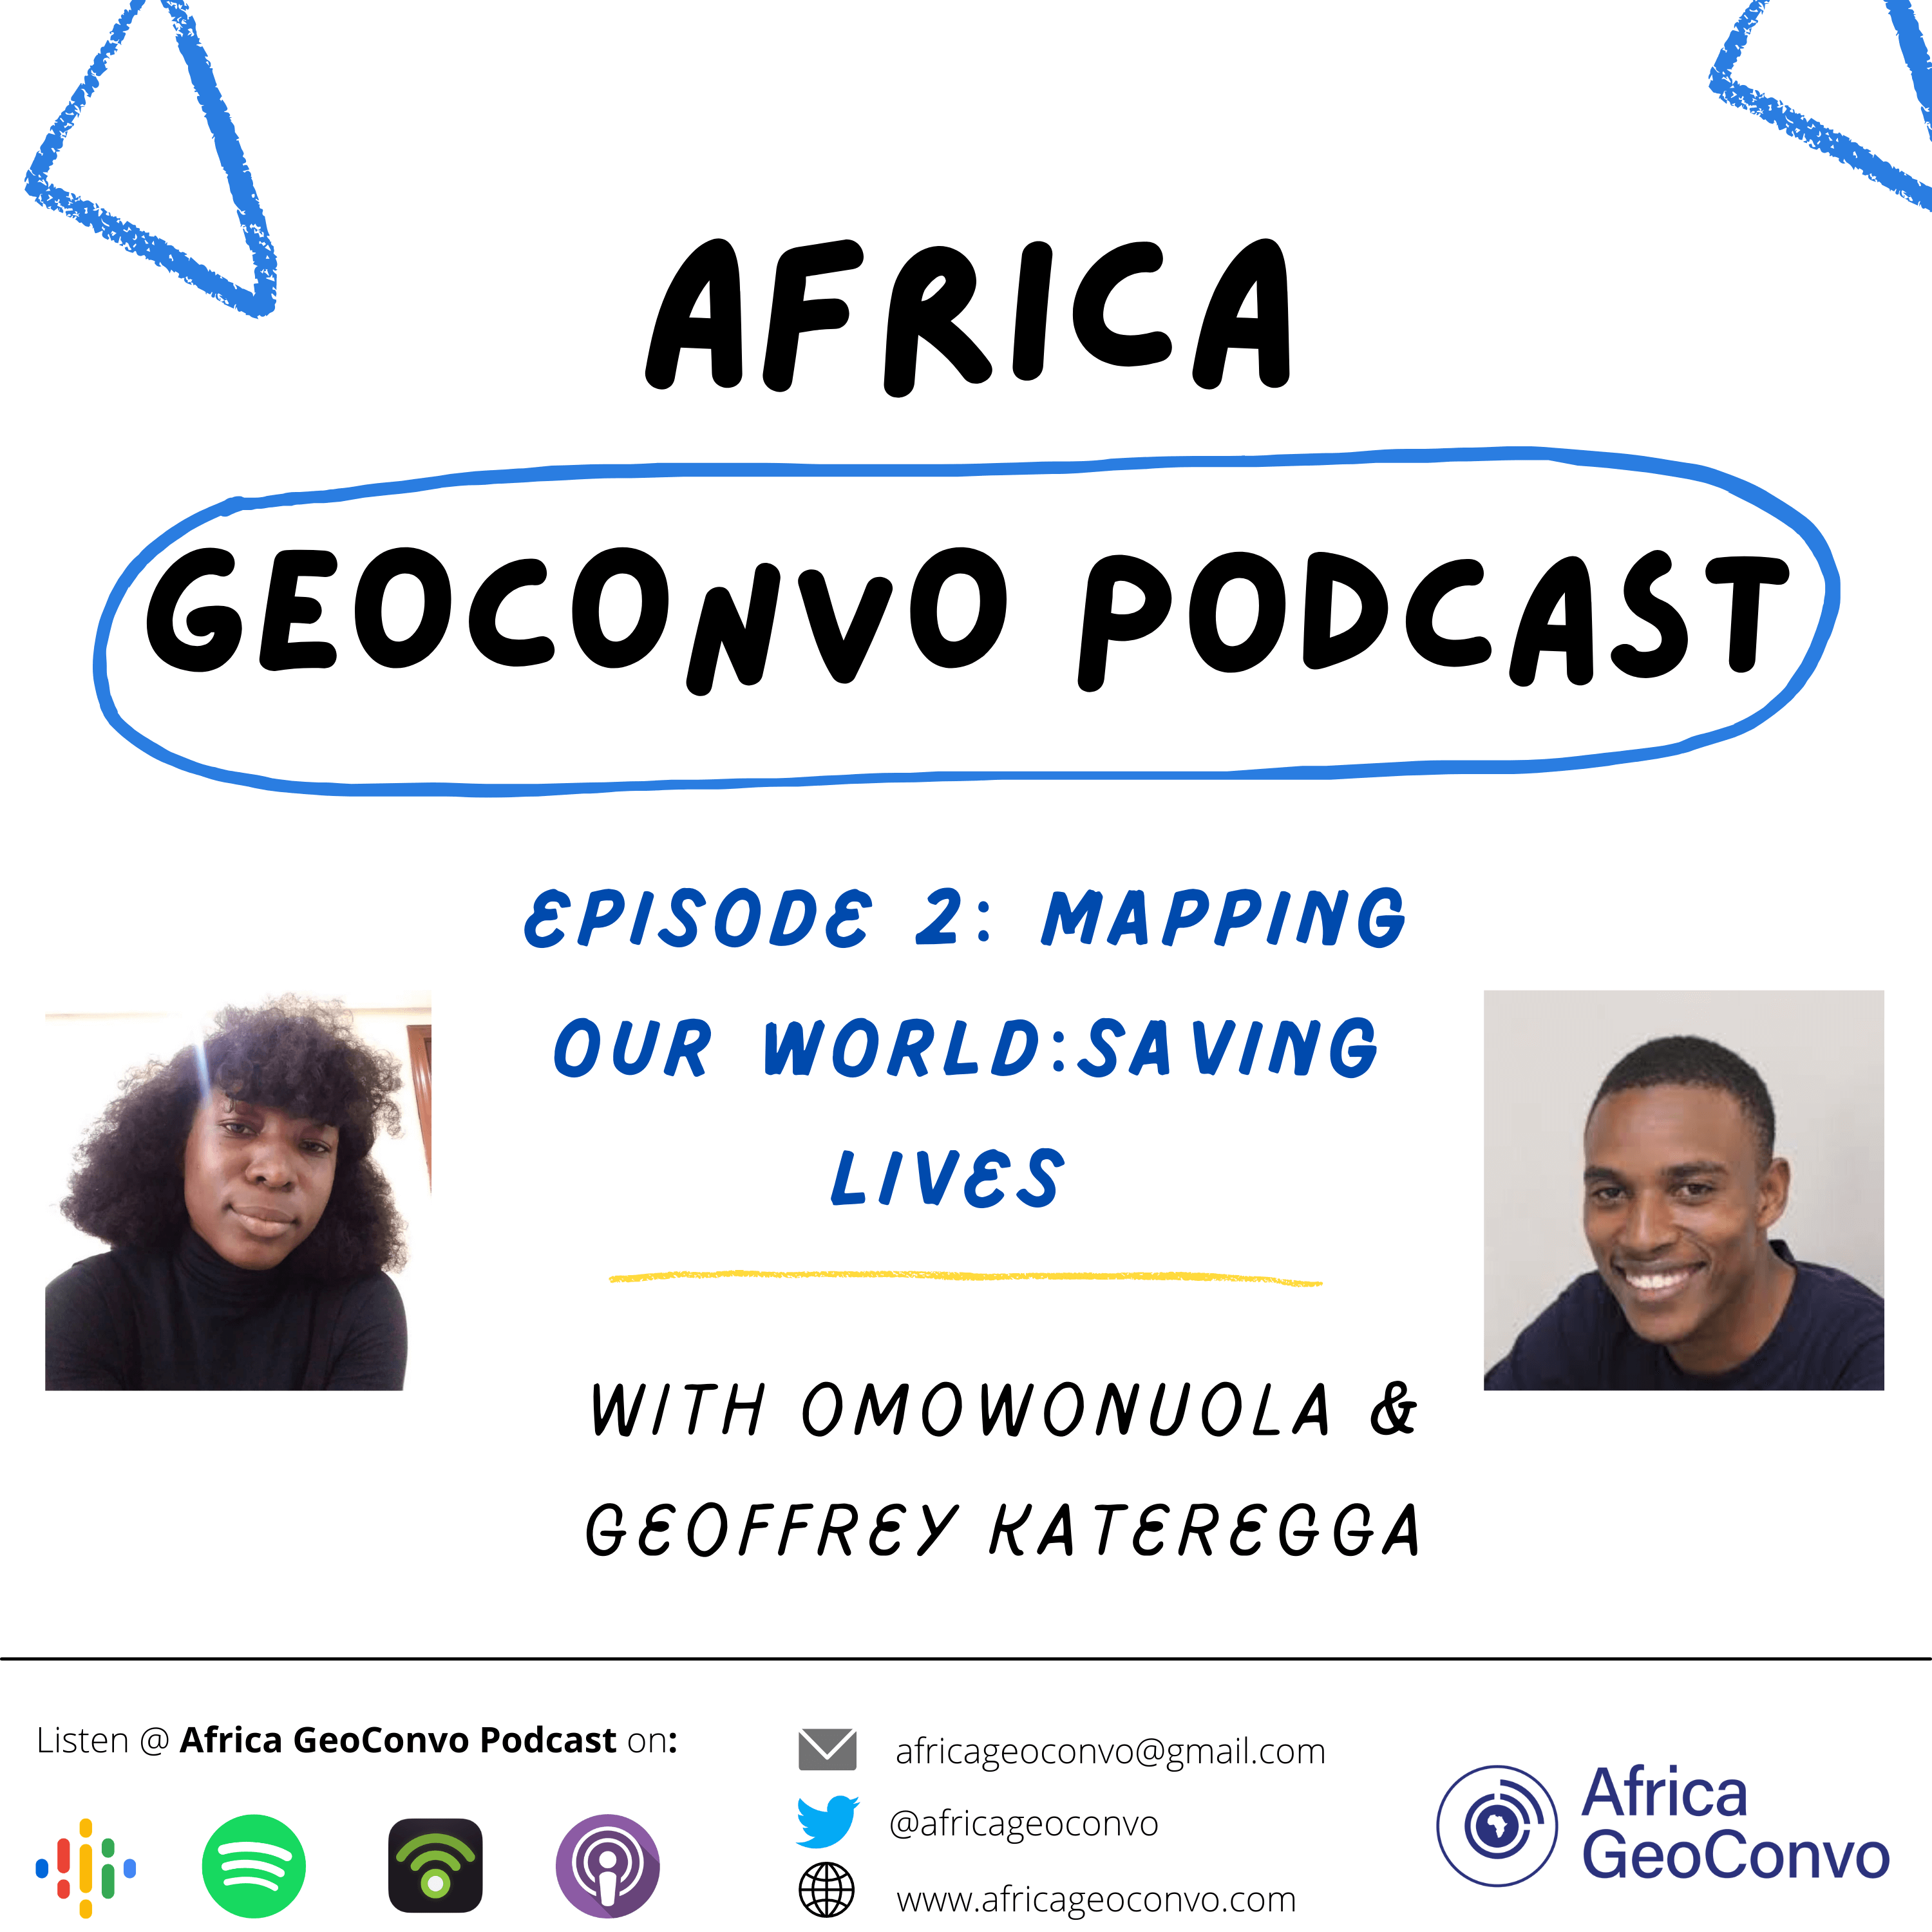 AFRICA
GEOCONVO PODCAST
EPISODE 2: MAPPING
OUR WORLD:SAVING
LIVES
WITH OMOWONUOLA &
GEOFFREY KATEREGGA
Listen @ Africa GeoConvo Podcast on:
africageoconvo@gmail.com
@africageoconvo
www.africageoconvo.com
Africa
GeoConvo